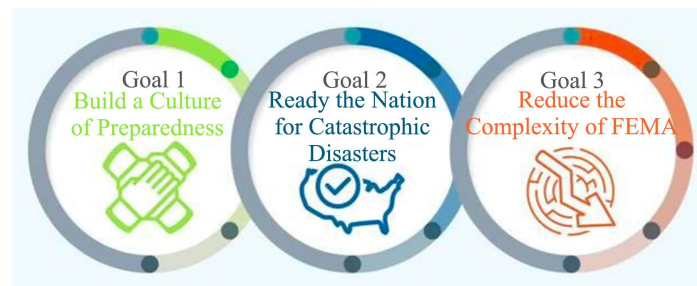 Goal 1
Build a Culture
of Preparedness
Goal 2
Ready the Nation
for Catastrophic
Disasters
Goal 3
Reduce the
Complexity of FEMA